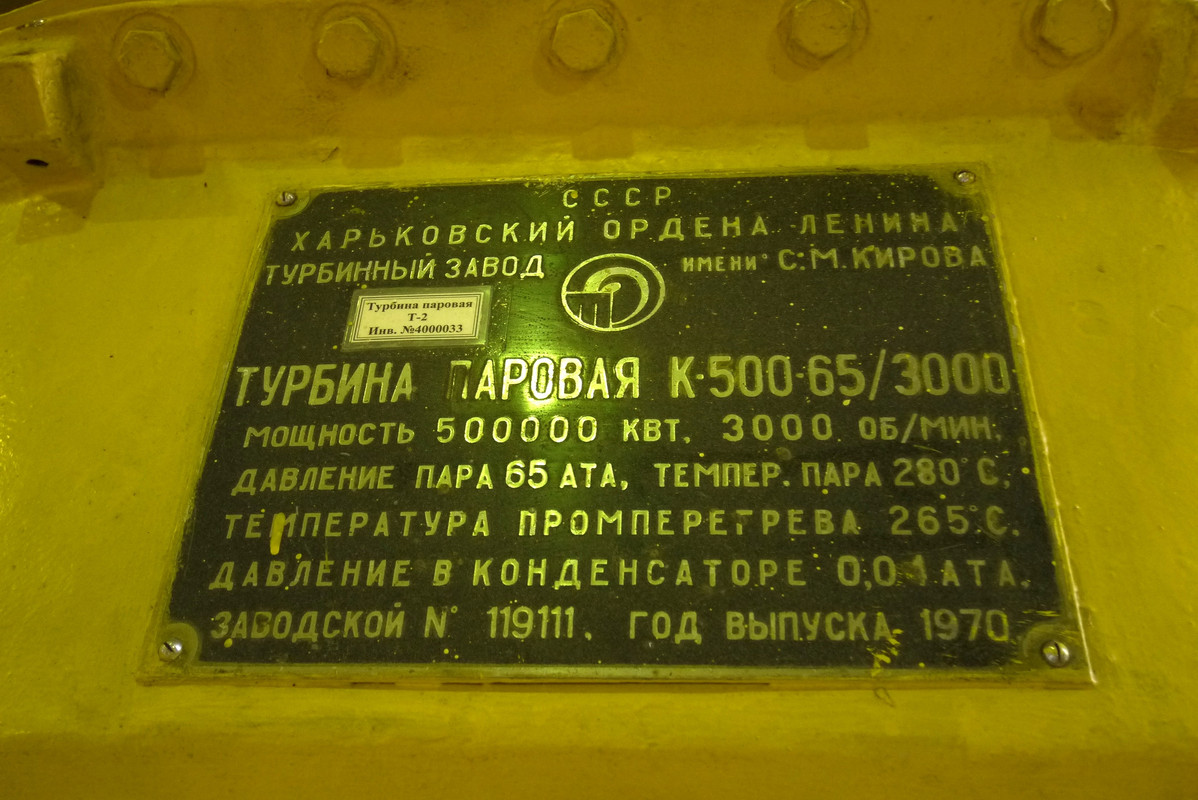 СССР
ХАРЬКОВСКИЙ ОРДЕНА ЛЕНИНА
ТУРБИННЫЙ ЗАВОД ИМЕНИ С.М.КИРОВА
Турбина паровая
Т-2
Инв. №4000033
ТУРБИНА ПАРОВАЯ К-500-65/3000
МОЩНОСТЬ 500000 КВТ, 3000 ОБ/МИН,
ДАВЛЕНИЕ ПАРА 65 АТА, ТЕМПЕР. ПАРА 280°С,
ТЕМПЕРАТУРА ПРОМПЕРЕГРЕВА 265°С.
ДАВЛЕНИЕ В КОНДЕНСАТОРЕ 0,04 АТА.
ЗАВОДСКОЙ № 119111. ГОД ВЫПУСКА 1970